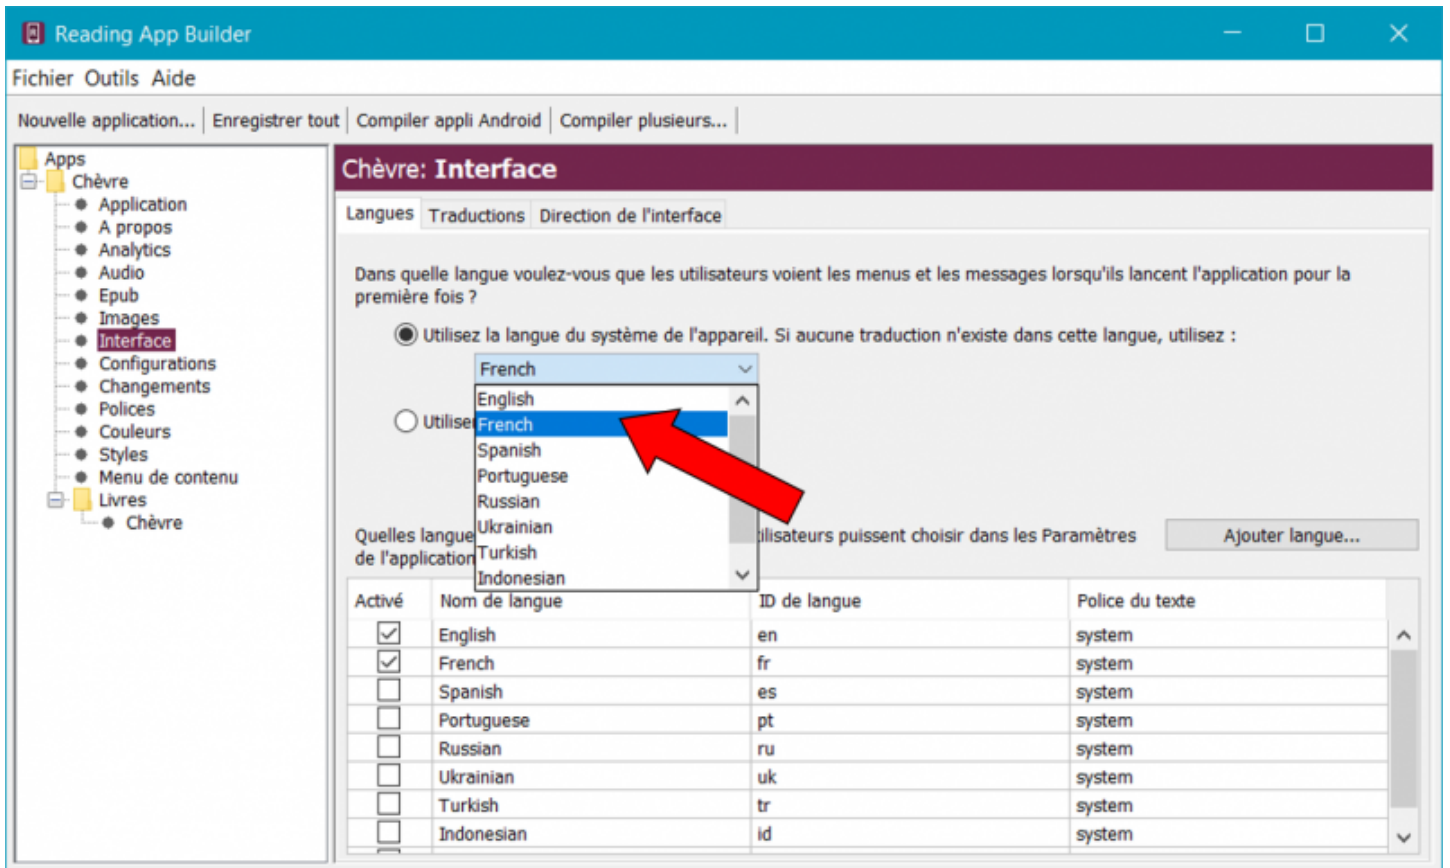 Reading App Builder
Fichier Outils Aide
Nouvelle application... Enregistrer tout Compiler appli Android Compiler plusieurs...
Apps
Chèvre
Application
A propos
Analytics
Audio
Epub
Images
Interface
Configurations
Changements
Polices
Couleurs
Styles
Menu de contenu
Livres
Chèvre
Chèvre: Interface
Langues Traductions Direction de l'interface
Dans quelle langue voulez-vous que les utilisateurs voient les menus et les messages lorsqu'ils lancent l'application pour la
première fois ?
Utilisez la langue du système de l'appareil. Si aucune traduction n'existe dans cette langue, utilisez :
French
English
French
Spanish
Portuguese
Russian
Ukrainian
Turkish
Indonesian
Quelles puissent choisir dans les Paramètres
de
Ajouter langue...
Activé Nom de langue ID de langue Police du texte
English en system
French fr system
Spanish es system
Portuguese pt system
Russian ru system
Ukrainian uk system
Turkish tr system
Indonesian id system